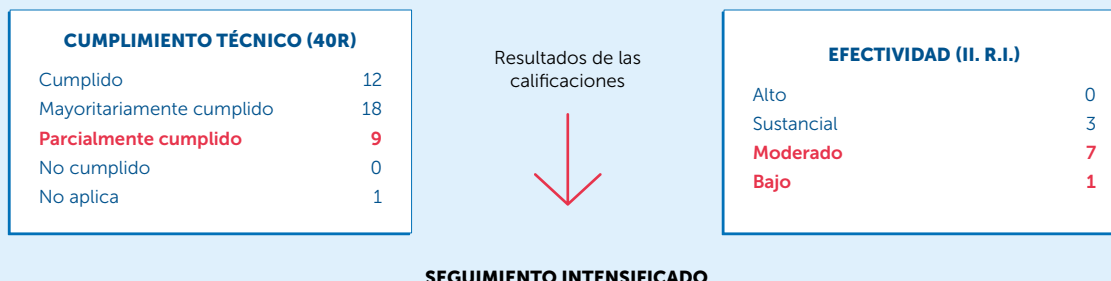 CUMPLIMIENTO TÉCNICO (40R)
Cumplido 12
Mayoritariamente cumplido 18
Parcialmente cumplido 9
No cumplido 0
No aplica 1
Resultados de las
calificaciones
EFECTIVIDAD (II. R.I.)
Alto 0
Sustancial 3
Moderado 7
Bajo 1
SEGUIMIENTO INTENSIFICADO